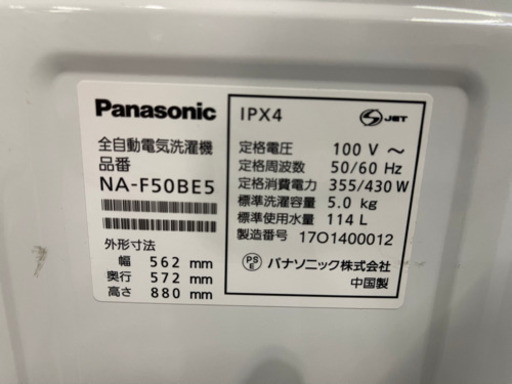 Panasonic
全自動電気洗濯機
品番
NA-F50BE5
外形寸法
幅 562 mm
奥行 572 mm
高さ 880 mm
IPX4
S JET
定格電圧 100 V ～
定格周波数 50/60 Hz
定格消費電力 355/430 W
標準洗濯容量 5.0 kg
標準使用水量 114 L
製造番号 17O1400012
PS
E
パナソニック株式会社
中国製